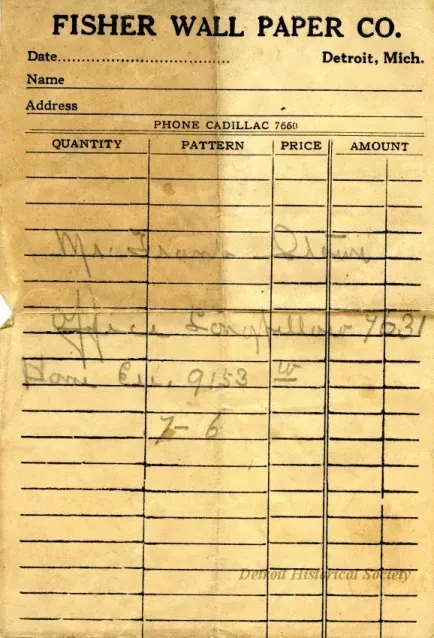 FISHER WALL PAPER CO.
Date.................................... Detroit, Mich.
Name
Address
PHONE CADILLAC 7660
QUANTITY PATTERN PRICE AMOUNT
Mr. Frank
Office Longfellow 7631
Home Eu. 9153 W
7- 6
Detroit Historical Society